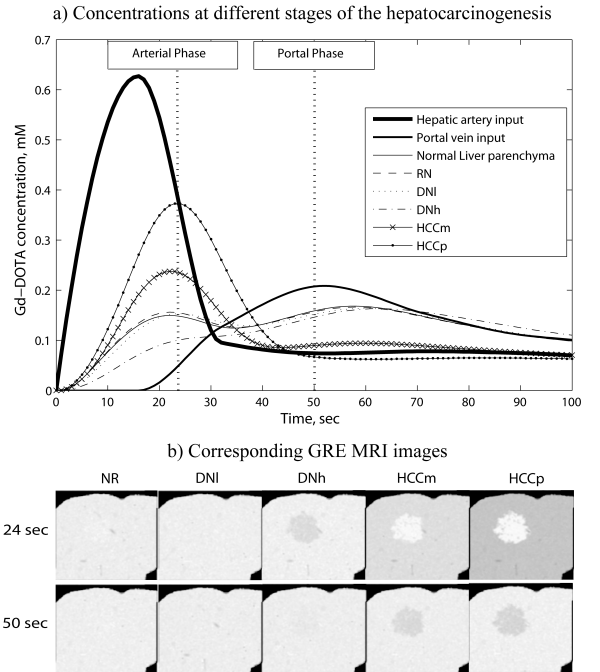 a) Concentrations at different stages of the hepatocarcinogenesis
Arterial Phase
Portal Phase
0.7
0.6
0.5
0.4
0.3
0.2
0.1
0
Gd−DOTA concentration, mM
Hepatic artery input
Portal vein input
Normal Liver parenchyma
RN
DNl
DNh
HCCm
HCCp
0 10 20 30 40 50 60 70 80 90 100
Time, sec
b) Corresponding GRE MRI images
NR DNl DNh HCCm HCCp
24 sec
50 sec